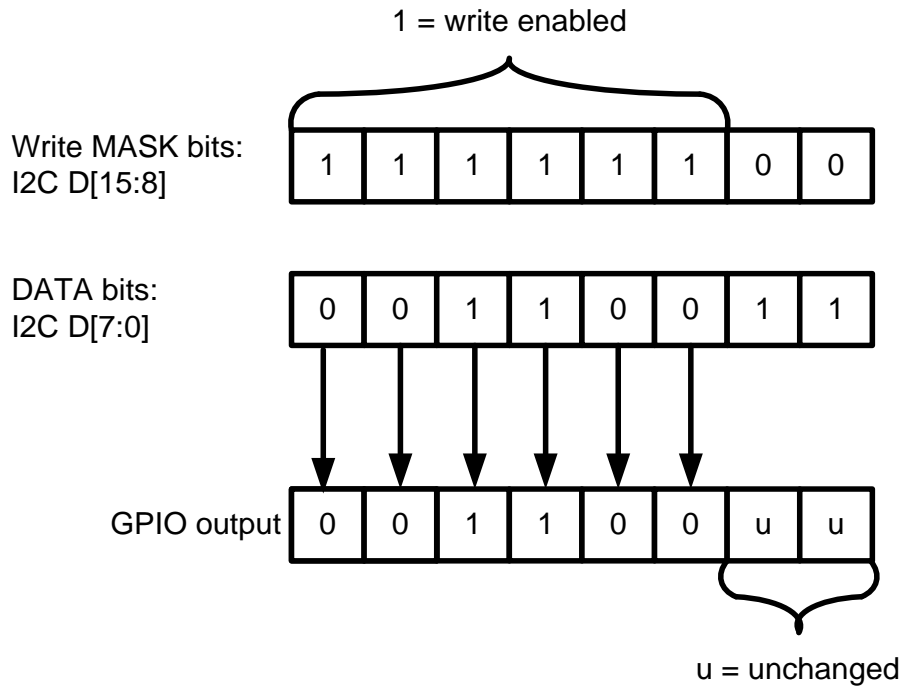 1 = write enabled
Write MASK bits:
I2C D[15:8]
1 1 1 1 1 1 0 0
DATA bits:
I2C D[7:0]
0 0 1 1 0 0 1 1
GPIO output 0 0 1 1 0 0 u u
u = unchanged